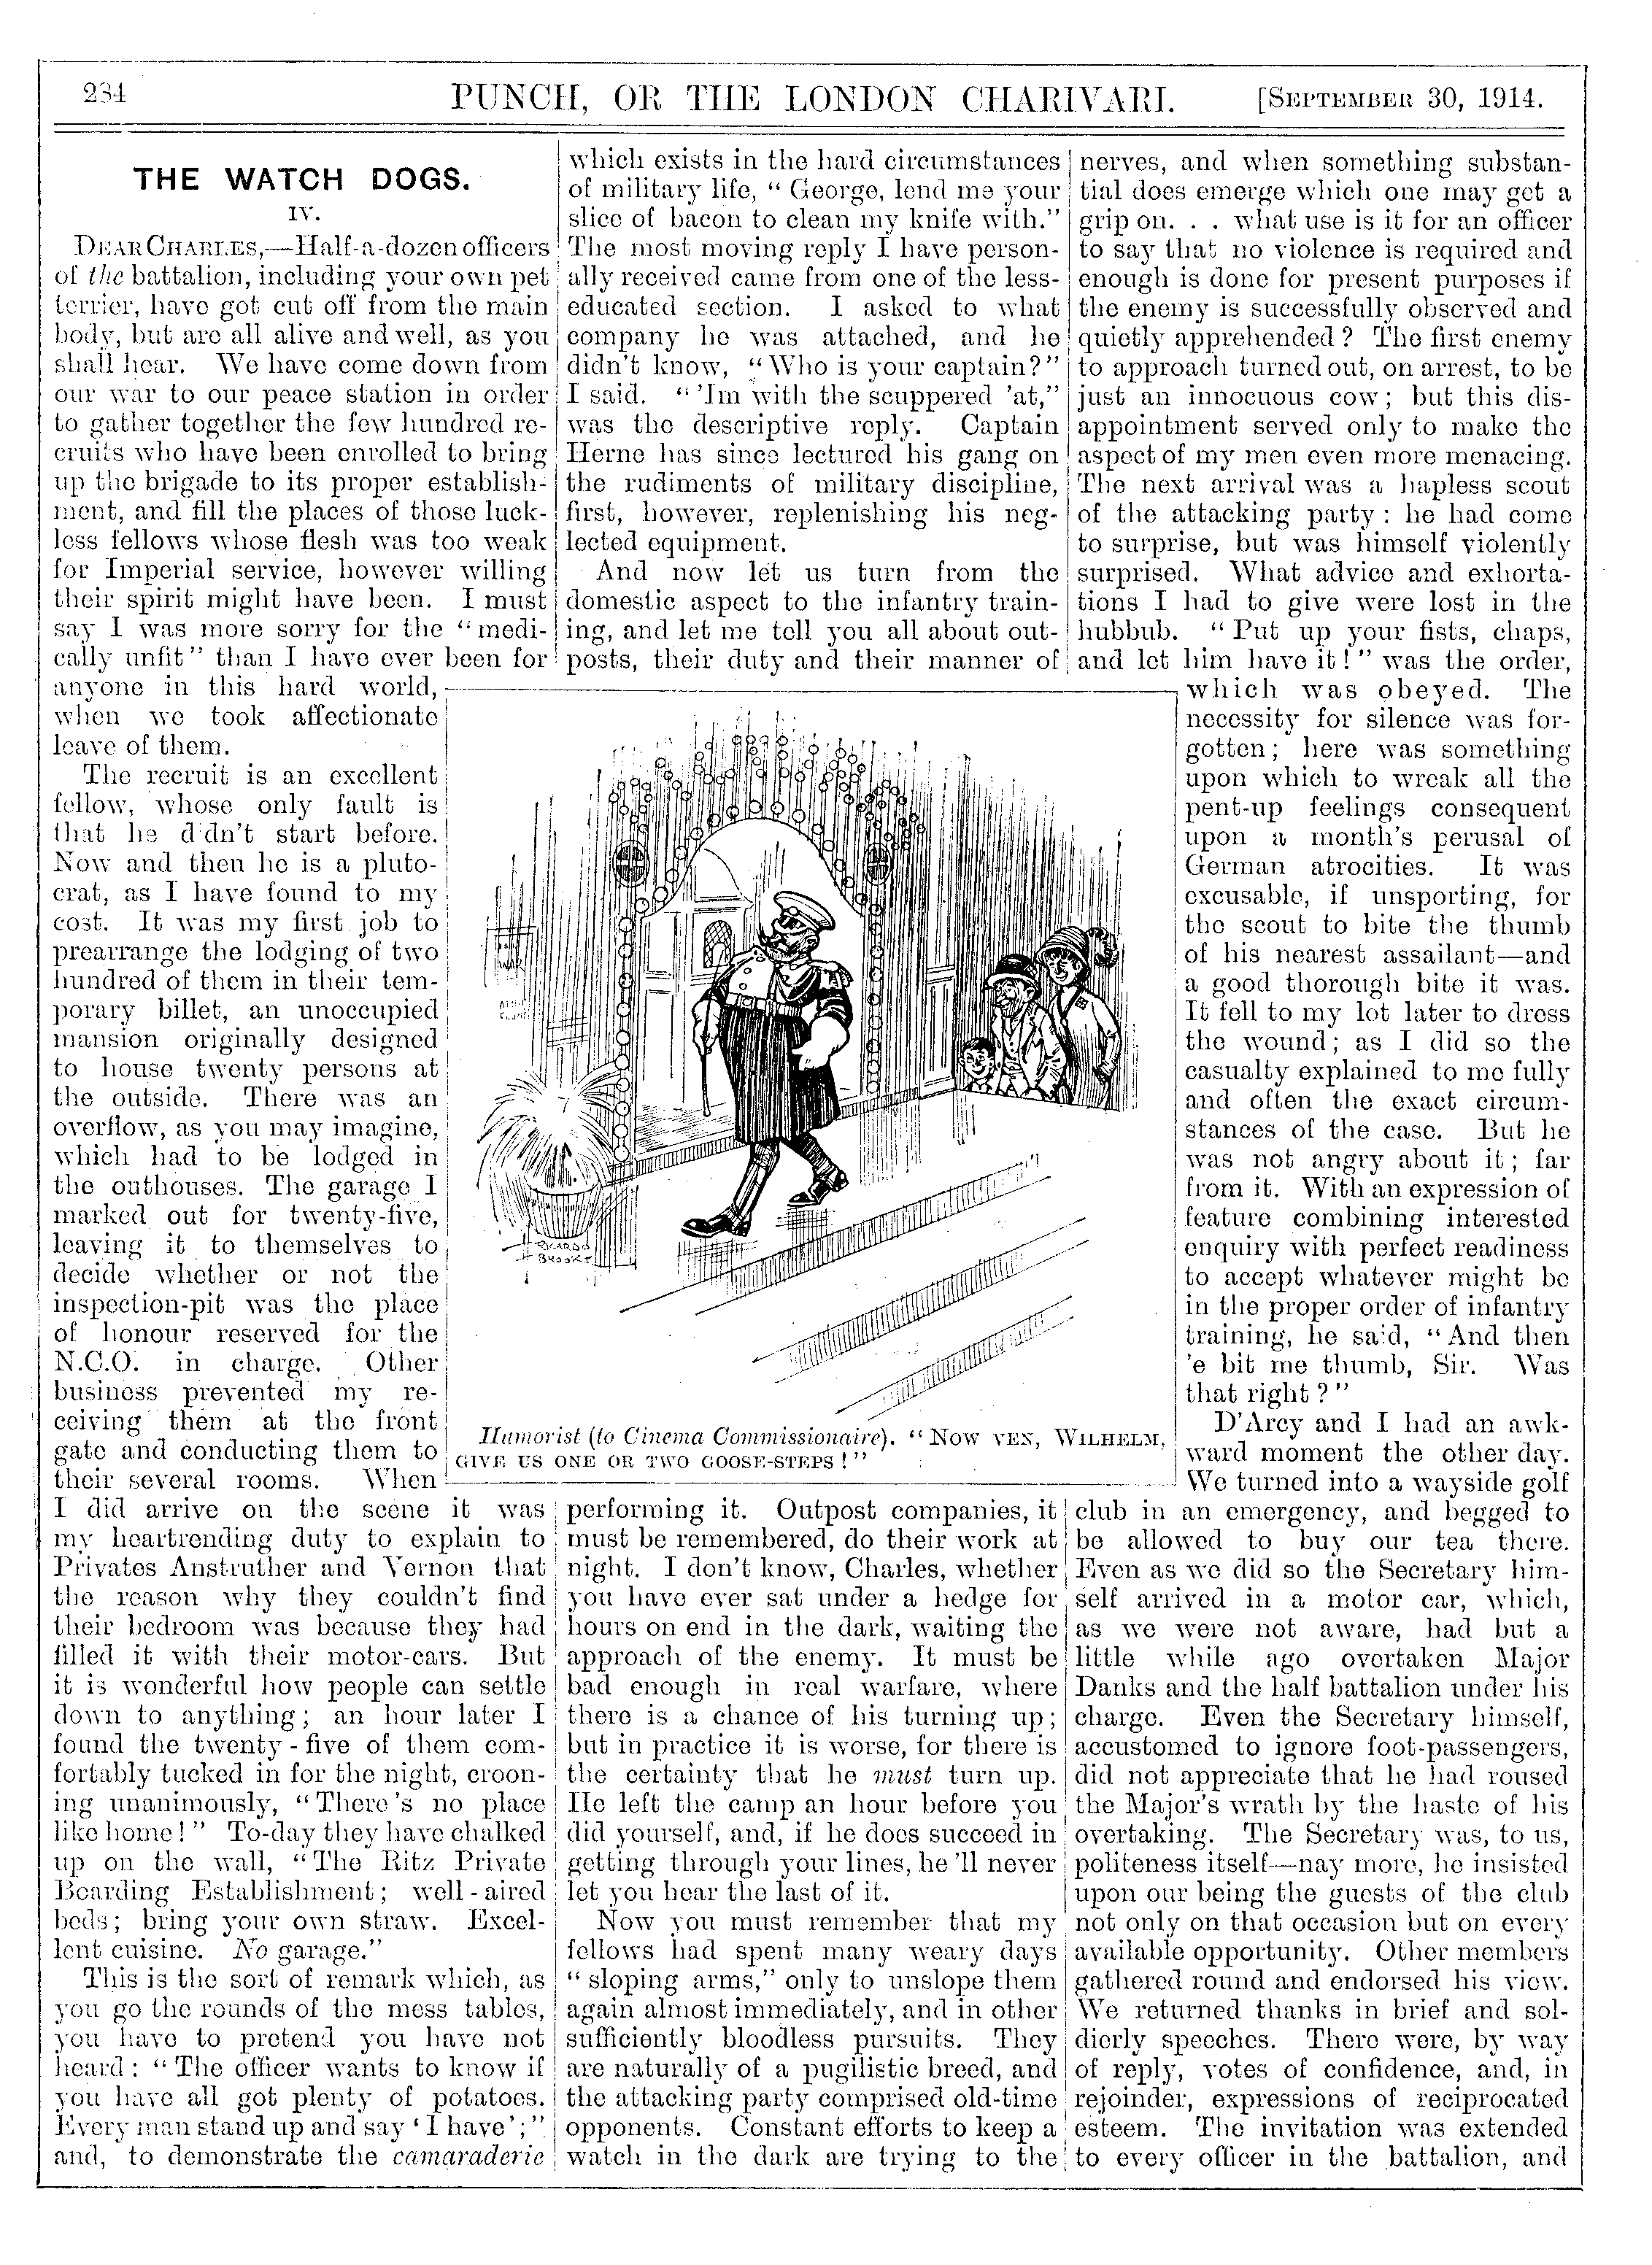 234
PUNCH, OR THE LONDON CHARIVARI.
[SEPTEMBER 30, 1914.
THE WATCH DOGS.
IV.
DEAR CHARLES,—Half-a-dozen officers
of the battalion, including your own pet
terrier, have got cut off from the main
body, but are all alive and well, as you
shall hear. We have come down from
our war to our peace station in order
to gather together the few hundred re-
cruits who have been enrolled to bring
up the brigade to its proper establish-
ment, and fill the places of those luck-
less fellows whose flesh was too weak
for Imperial service, however willing
their spirit might have been. I must
say I was more sorry for the "medi-
cally unfit" than I have ever been for
anyone in this hard world,
when we took affectionate
leave of them.
The recruit is an excellent
fellow, whose only fault is
that he didn't start before.
Now and then he is a pluto-
crat, as I have found to my
cost. It was my first job to
prearrange the lodging of two
hundred of them in their tem-
porary billet, an unoccupied
mansion originally designed
to house twenty persons at
the outside. There was an
overflow, as you may imagine,
which had to be lodged in
the outhouses. The garage I
marked out for twenty-five,
leaving it to themselves to
decide whether or not the
inspection-pit was the place
of honour reserved for the
N.C.O. in charge. Other
business prevented my re-
ceiving them at the front
gate and conducting them to
their several rooms. When
I did arrive on the scene it was
my heartrending duty to explain to
Privates Anstruther and Vernon that
the reason why they couldn't find
their bedroom was because they had
filled it with their motor-cars. But
it is wonderful how people can settle
down to anything; an hour later I
found the twenty-five of them com-
fortably tucked in for the night, croon-
ing unanimously, "There's no place
like home!" To-day they have chalked
up on the wall, "The Ritz Private
Boarding Establishment; well-aired
beds; bring your own straw. Excel-
lent cuisine. No garage."
This is the sort of remark which, as
you go the rounds of the mess tables,
you have to pretend you have not
heard: "The officer wants to know if
you have all got plenty of potatoes.
Every man stand up and say 'I have';"
and, to demonstrate the camaraderie
which exists in the hard circumstances
of military life, "George, lend me your
slice of bacon to clean my knife with."
The most moving reply I have person-
ally received came from one of the less-
educated section. I asked to what
company he was attached, and he
didn't know, "Who is your captain?"
I said. "'Im with the scuppered 'at,"
was the descriptive reply. Captain
Herne has since lectured his gang on
the rudiments of military discipline,
first, however, replenishing his neg-
lected equipment.
And now let us turn from the
domestic aspect to the infantry train-
ing, and let me tell you all about out-
posts, their duty and their manner of
WAR
RICARDO
BROOK
Humorist (to Cinema Commissionaire). "NOW VEN, WILHELM,
GIVE US ONE OR TWO GOOSE-STEPS!"
performing it. Outpost companies, it
must be remembered, do their work at
night. I don't know, Charles, whether
you have ever sat under a hedge for
hours on end in the dark, waiting the
approach of the enemy. It must be
bad enough in real warfare, where
there is a chance of his turning up;
but in practice it is worse, for there is
the certainty that he must turn up.
He left the camp an hour before you
did yourself, and, if he does succeed in
getting through your lines, he'll never
let you hear the last of it.
Now you must remember that my
fellows had spent many weary days
"sloping arms," only to unslope them
again almost immediately, and in other
sufficiently bloodless pursuits. They
are naturally of a pugilistic breed, and
the attacking party comprised old-time
opponents. Constant efforts to keep a
watch in the dark are trying to the
nerves, and when something substan-
tial does emerge which one may get a
grip on. . . what use is it for an officer
to say that no violence is required and
enough is done for present purposes if
the enemy is successfully observed and
quietly apprehended? The first enemy
to approach turned out, on arrest, to be
just an innocuous cow; but this dis-
appointment served only to make the
aspect of my men even more menacing.
The next arrival was a hapless scout
of the attacking party: he had come
to surprise, but was himself violently
surprised. What advice and exhorta-
tions I had to give were lost in the
hubbub. "Put up your fists, chaps,
and let him have it!" was the order,
which was obeyed. The
necessity for silence was for-
gotten; here was something
upon which to wreak all the
pent-up feelings consequent
upon a month's perusal of
German atrocities. It was
excusable, if unsporting, for
the scout to bite the thumb
of his nearest assailant—and
a good thorough bite it was.
It fell to my lot later to dress
the wound; as I did so the
casualty explained to me fully
and often the exact circum-
stances of the case. But he
was not angry about it; far
from it. With an expression of
feature combining interested
enquiry with perfect readiness
to accept whatever might be
in the proper order of infantry
training, he said, "And then
'e bit me thumb, Sir. Was
that right?"
D'Arcy and I had an awk-
ward moment the other day.
We turned into a wayside golf
club in an emergency, and begged to
be allowed to buy our tea there.
Even as we did so the Secretary him-
self arrived in a motor car, which,
as we were not aware, had but a
little while ago overtaken Major
Danks and the half battalion under his
charge. Even the Secretary himself,
accustomed to ignore foot-passengers,
did not appreciate that he had roused
the Major's wrath by the haste of his
overtaking. The Secretary was, to us,
politeness itself—nay more, he insisted
upon our being the guests of the club
not only on that occasion but on every
available opportunity. Other members
gathered round and endorsed his view.
We returned thanks in brief and sol-
dierly speeches. There were, by way
of reply, votes of confidence, and, in
rejoinder, expressions of reciprocated
esteem. The invitation was extended
to every officer in the battalion, and